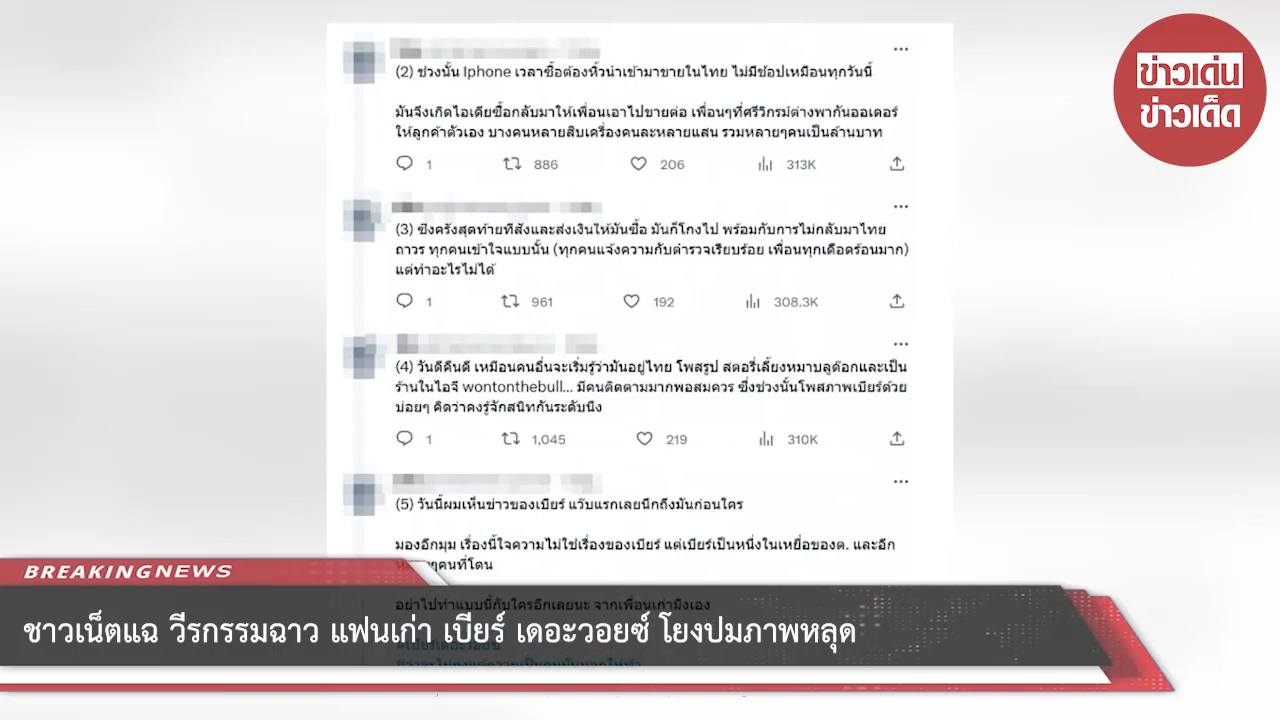 ข่าวเด่น
ข่าวเด็ด
(2) ช่วงนั้น Iphone เวลาซื้อต้องหิ้วนำเข้ามาขายในไทย ไม่มีช้อปเหมือนทุกวันนี้
มันจึงเกิดไอเดียซื้อกลับมาให้เพื่อนเอาไปขายต่อ เพื่อนๆที่ศรีวิกรม์ต่างพากันออเดอร์
ให้ลูกค้าตัวเอง บางคนหลายสิบเครื่องคนละหลายแสน รวมหลายๆคนเป็นล้านบาท
1 886 206 313K
(3) ซึ่งครั้งสุดท้ายที่สั่งและส่งเงินให้มันซื้อ มันก็โกงไป พร้อมกับการไม่กลับมาไทย
ถาวร ทุกคนเข้าใจแบบนั้น (ทุกคนแจ้งความกับตำรวจเรียบร้อย เพื่อนทุกเดือดร้อนมาก)
แต่ทำอะไรไม่ได้
1 961 192 308.3K
(4) วันดีคืนดี เหมือนคนอื่นจะเริ่มรู้ว่ามันอยู่ไทย โพสรูป สตอรี่เลี้ยงหมาบลูด๊อกและเป็น
ร้านในไอจี wontonthebull... มีคนติดตามมากพอสมควร ซึ่งช่วงนั้นโพสภาพเบียร์ด้วย
บ่อยๆ คิดว่าคงรู้จักสนิทกันระดับนึง
1 1,045 219 310K
(5) วันนี้ผมเห็นข่าวของเบียร์ แว๊บแรกเลยนึกถึงมันก่อนใคร
มองอีกมุม เรื่องนี้ใจความไม่ใช่เรื่องของเบียร์ แต่เบียร์เป็นหนึ่งในเหยื่อของต. และอีก
ๆคนที่โดน
อย่าไปทำแบบนี้กับใครอีกเลยนะ จากเพื่อนเก่ามึงเอง
#เบียร์เดอะวอยซ์
BREAKINGNEWS
ชาวเน็ตแฉ วีรกรรมฉาว แฟนเก่า เบียร์ เดอะวอยซ์ โยงปมภาพหลุด